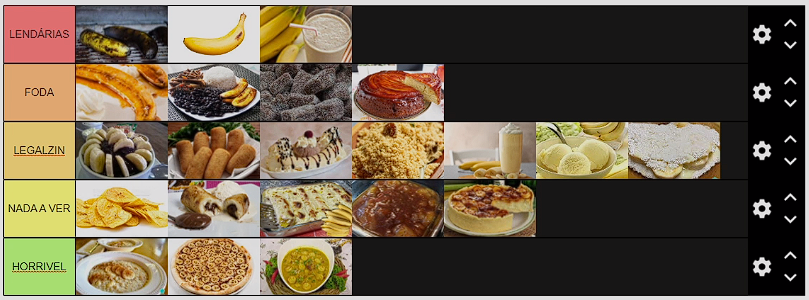 LENDÁRIAS
FODA
LEGALZIN
NADA A VER
HORRIVEL